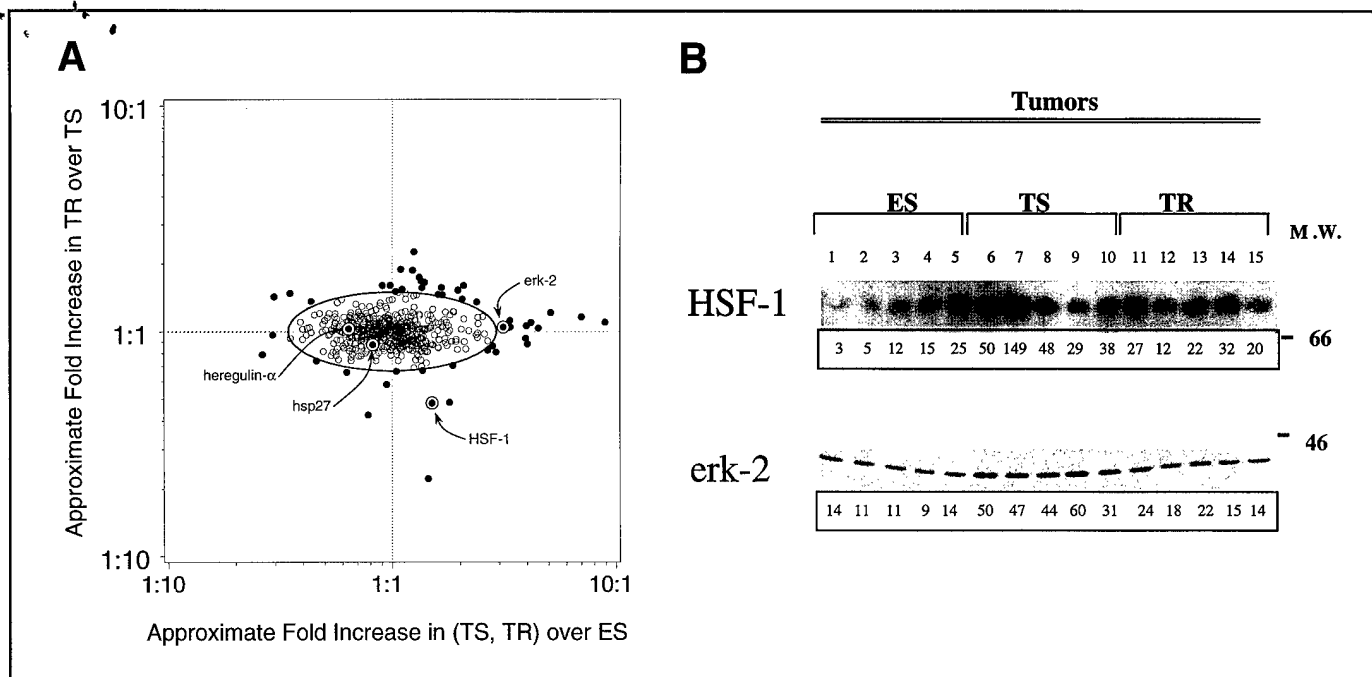 A
Approximate Fold Increase in TR over TS
10:1
1:1
1:10
erk-2
heregulin-α
hsp27
HSF-1
1:10 1:1 10:1
Approximate Fold Increase in (TS, TR) over ES
B
Tumors
ES TS TR
M.W.
1 2 3 4 5 6 7 8 9 10 11 12 13 14 15
HSF-1
3 5 12 15 25 50 149 48 29 38 27 12 22 32 20
66
46
erk-2
14 11 11 9 14 50 47 44 60 31 24 18 22 15 14